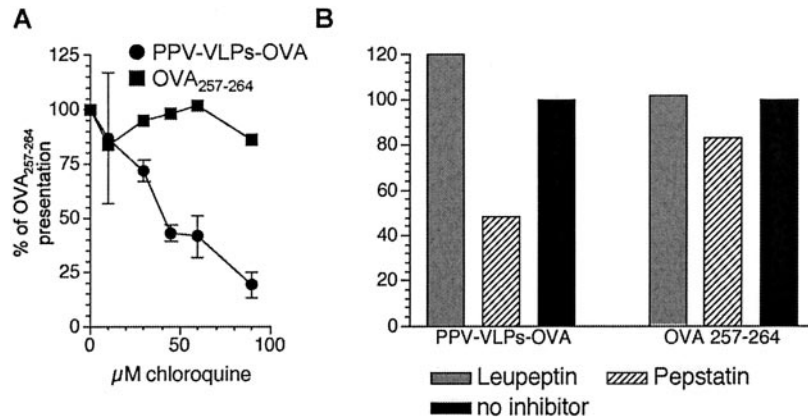 A
PPV-VLPs-OVA
OVA257-264
% of OVA257-264
presentation
125
100
75
50
25
0
0 50 100
µM chloroquine
B
120
100
80
60
40
20
0
PPV-VLPs-OVA OVA 257-264
Leupeptin Pepstatin
no inhibitor